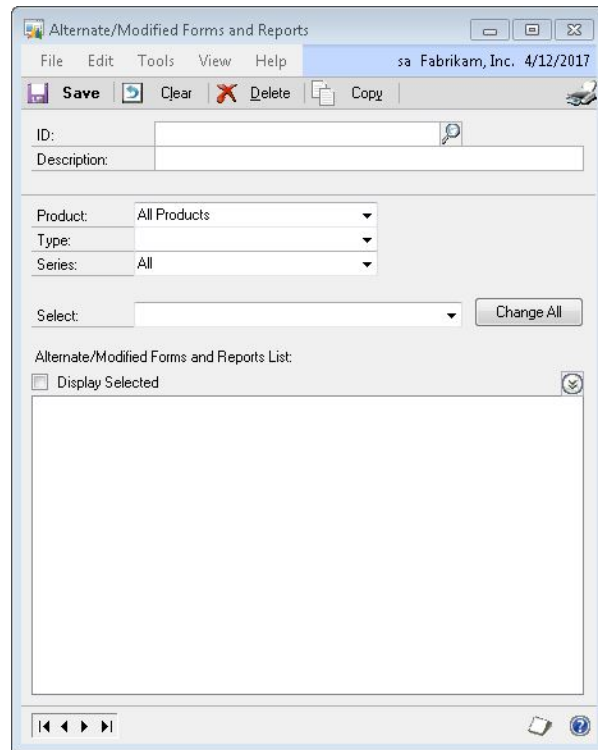 Alternate/Modified Forms and Reports
File Edit Tools View Help sa Fabrikam, Inc. 4/12/2017
Save Clear Delete Copy
ID:
Description:
Product: All Products
Type:
Series: All
Select: Change All
Alternate/Modified Forms and Reports List:
Display Selected